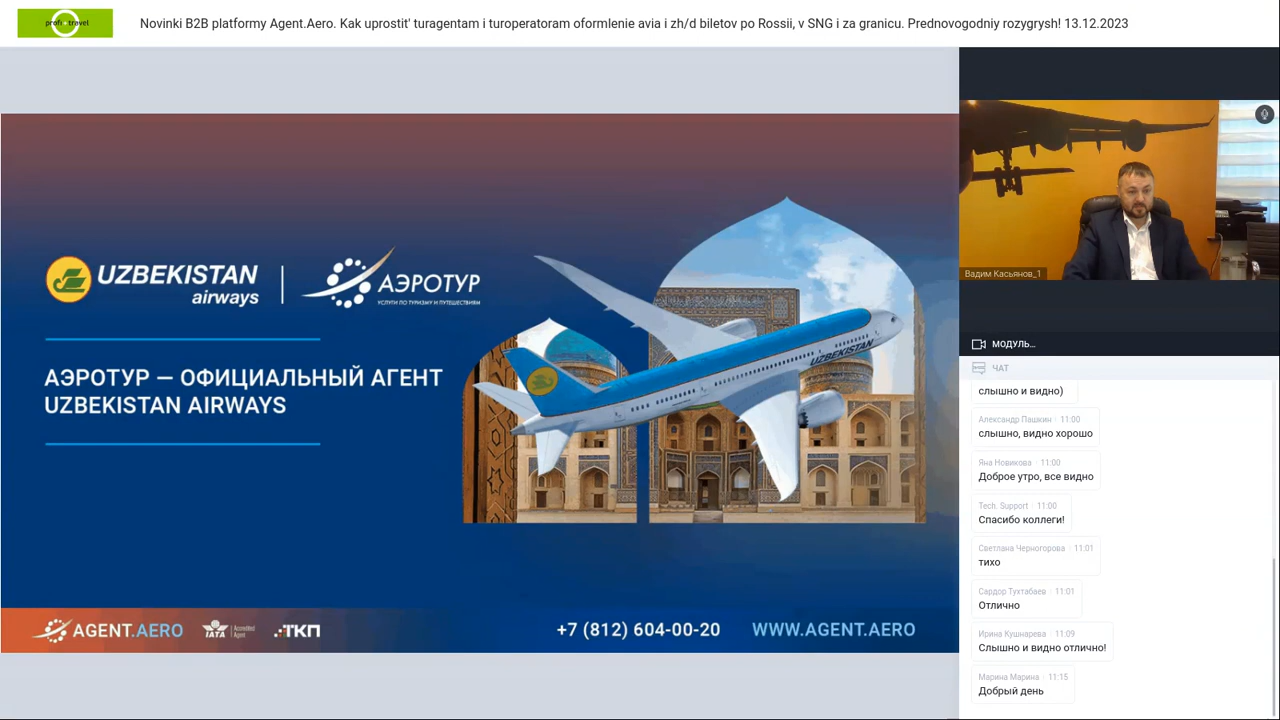 profi travel
Novinki B2B platformy Agent.Aero. Kak uprostit' turagentam i turoperatoram oformlenie avia i zh/d biletov po Rossii, v SNG i za granicu. Prednovogodniy rozygrysh! 13.12.2023
UZBEKISTAN
airways
АЭРОТУР
УСЛУГИ ПО ТУРИЗМУ И ПУТЕШЕСТВИЯМ
АЭРОТУР — ОФИЦИАЛЬНЫЙ АГЕНТ
UZBEKISTAN AIRWAYS
UZBEKISTAN
AGENT.AERO
IATA
Accredited
Agent
.:ТКП
+7 (812) 604-00-20
WWW.AGENT.AERO
Вадим Касьянов_1
МОДУЛЬ...
ЧАТ
слышно и видно)
Александр Пашкин · 11:00
слышно, видно хорошо
Яна Новикова · 11:00
Доброе утро, все видно
Tech. Support · 11:00
Спасибо коллеги!
Светлана Черногорова · 11:01
тихо
Сардор Тухтабаев · 11:01
Отлично
Ирина Кушнарева · 11:09
Слышно и видно отлично!
Марина Марина · 11:15
Добрый день